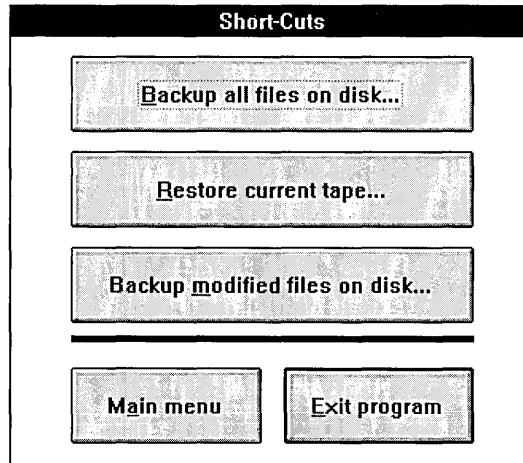 Short-Cuts
Backup all files on disk...
Restore current tape...
Backup modified files on disk...
Main menu
Exit program